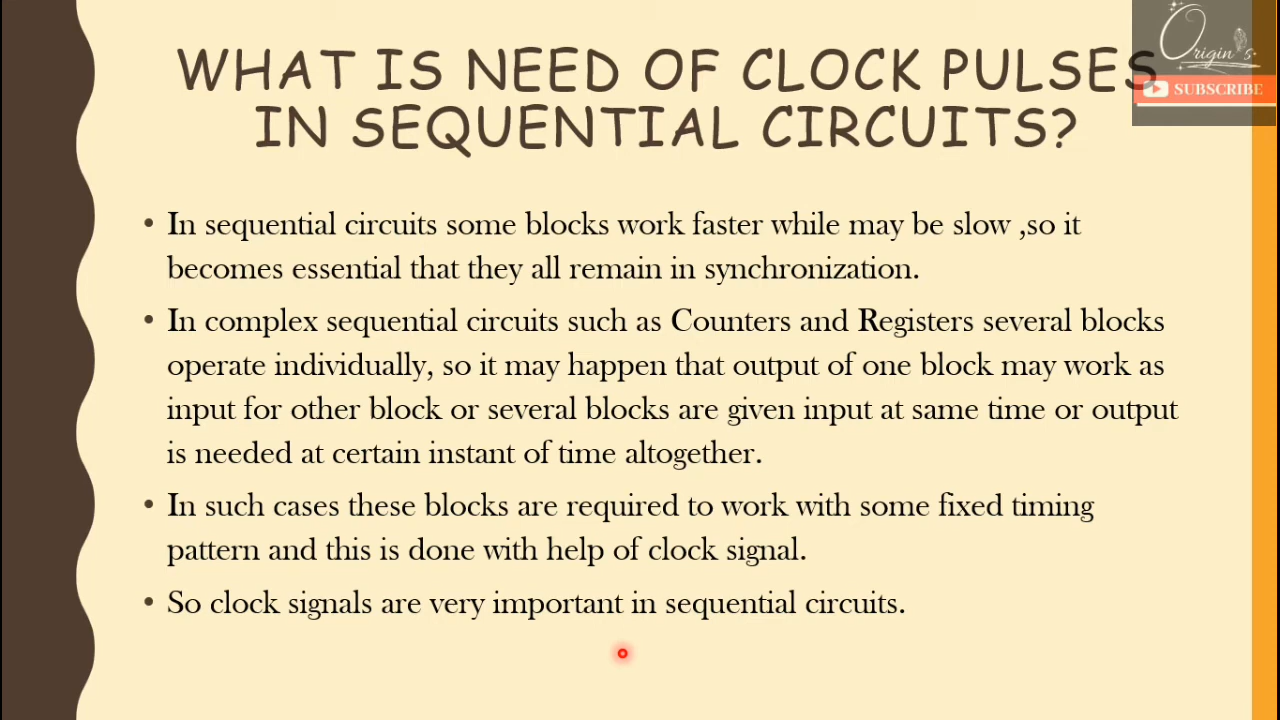 WHAT IS NEED OF CLOCK PULSES
IN SEQUENTIAL CIRCUITS?
Origin's
SUBSCRIBE
• In sequential circuits some blocks work faster while may be slow ,so it
becomes essential that they all remain in synchronization.
• In complex sequential circuits such as Counters and Registers several blocks
operate individually, so it may happen that output of one block may work as
input for other block or several blocks are given input at same time or output
is needed at certain instant of time altogether.
• In such cases these blocks are required to work with some fixed timing
pattern and this is done with help of clock signal.
• So clock signals are very important in sequential circuits.